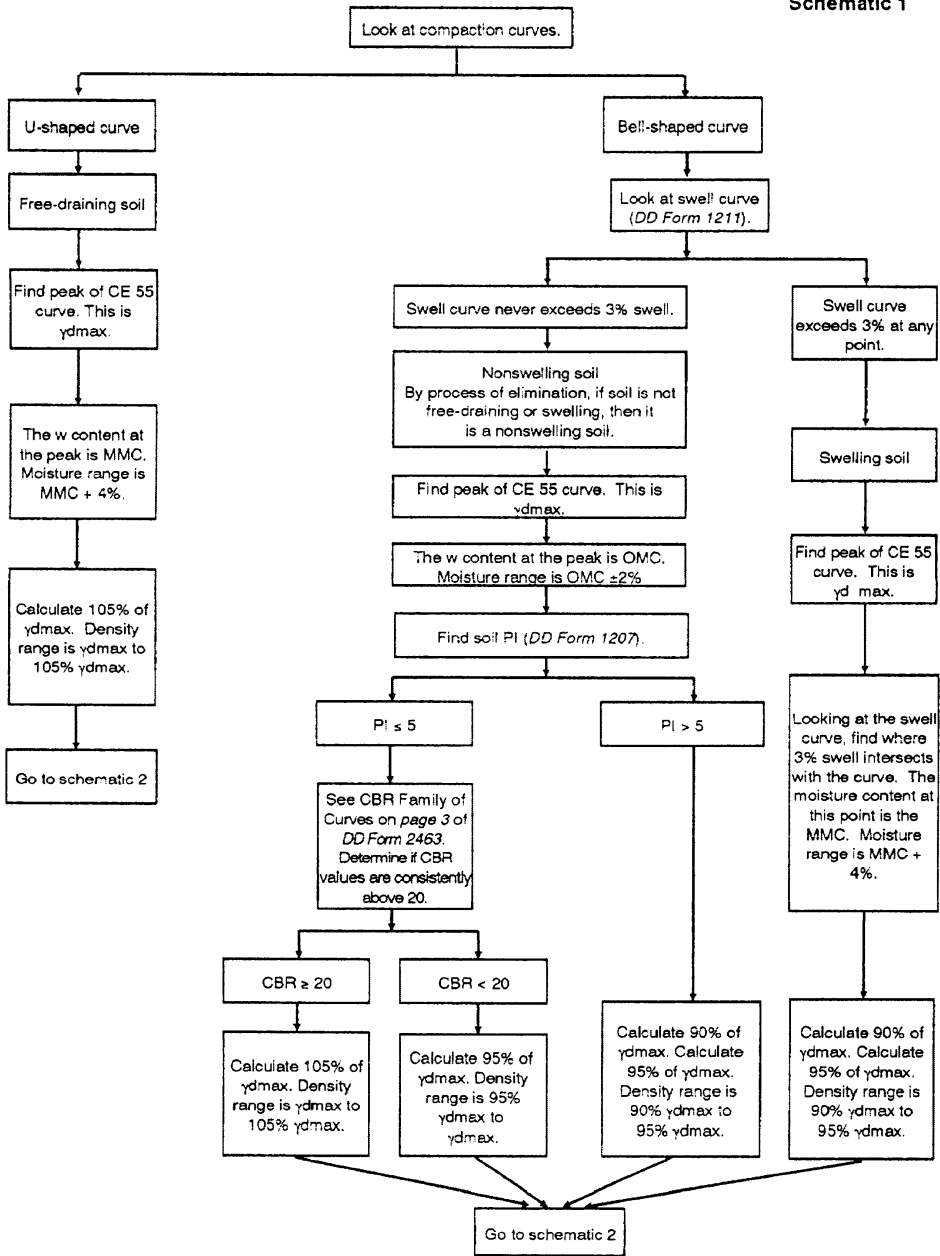 Schematic 1
Look at compaction curves.
U-shaped curve
Free-draining soil
Find peak of CE 55
curve. This is
γdmax.
The w content at
the peak is MMC.
Moisture range is
MMC + 4%.
Calculate 105% of
γdmax. Density
range is γdmax to
105% γdmax.
Go to schematic 2
Bell-shaped curve
Look at swell curve
(DD Form 1211).
Swell curve never exceeds 3% swell.
Nonswelling soil
By process of elimination, if soil is not
free-draining or swelling, then it
is a nonswelling soil.
Find peak of CE 55 curve. This is
γdmax.
The w content at the peak is OMC.
Moisture range is OMC ±2%
Find soil PI (DD Form 1207).
PI ≤ 5
See CBR Family of
Curves on page 3 of
DD Form 2463.
Determine if CBR
values are consistently
above 20.
CBR ≥ 20
Calculate 105% of
γdmax. Density
range is γdmax to
105% γdmax.
CBR < 20
Calculate 95% of
γdmax. Density
range is 95%
γdmax to
γdmax.
PI > 5
Calculate 90% of
γdmax. Calculate
95% of γdmax.
Density range is
90% γdmax to
95% γdmax.
Swell curve
exceeds 3% at any
point.
Swelling soil
Find peak of CE 55
curve. This is
γd max.
Looking at the swell
curve, find where
3% swell intersects
with the curve. The
moisture content at
this point is the
MMC. Moisture
range is MMC +
4%.
Calculate 90% of
γdmax. Calculate
95% of γdmax.
Density range is
90% γdmax to
95% γdmax.
Go to schematic 2